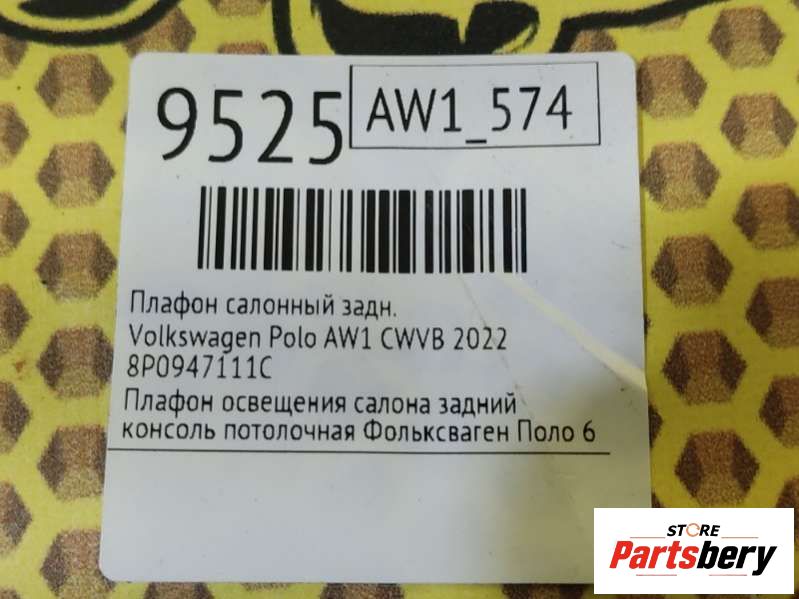 9525
AW1_574
Плафон салонный задн.
Volkswagen Polo AW1 CWVB 2022
8P0947111C
Плафон освещения салона задний
консоль потолочная Фольксваген Поло 6
STORE
Partsbery